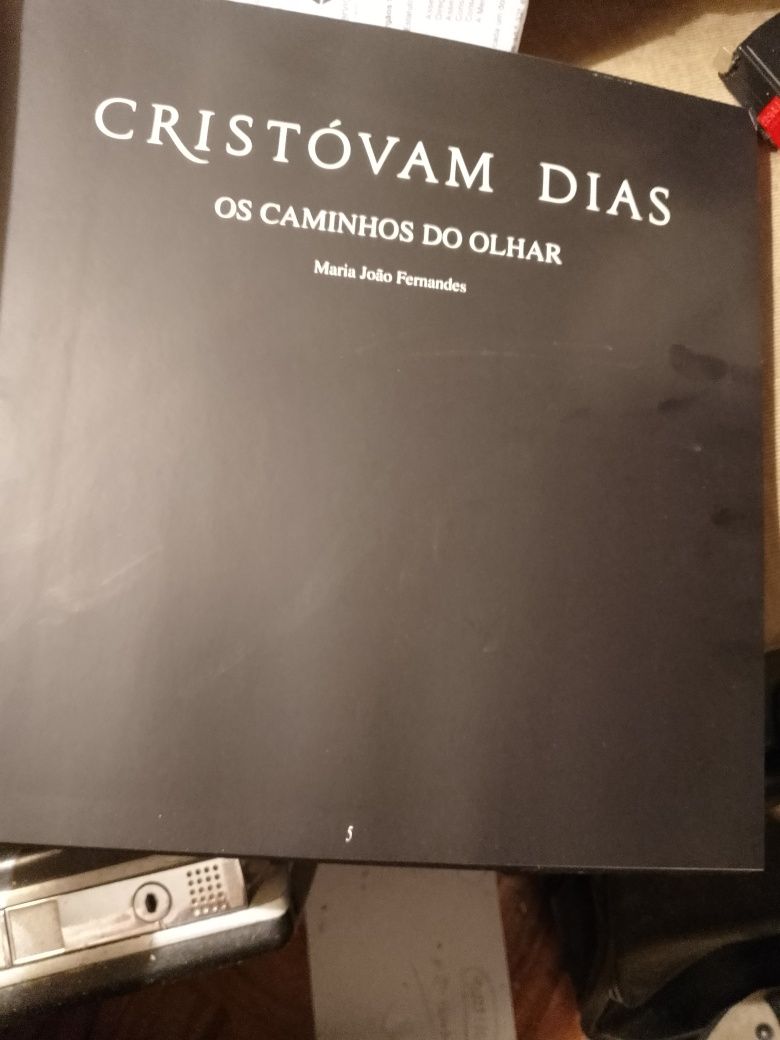 CRISTÓVAM DIAS
OS CAMINHOS DO OLHAR
Maria João Fernandes
5